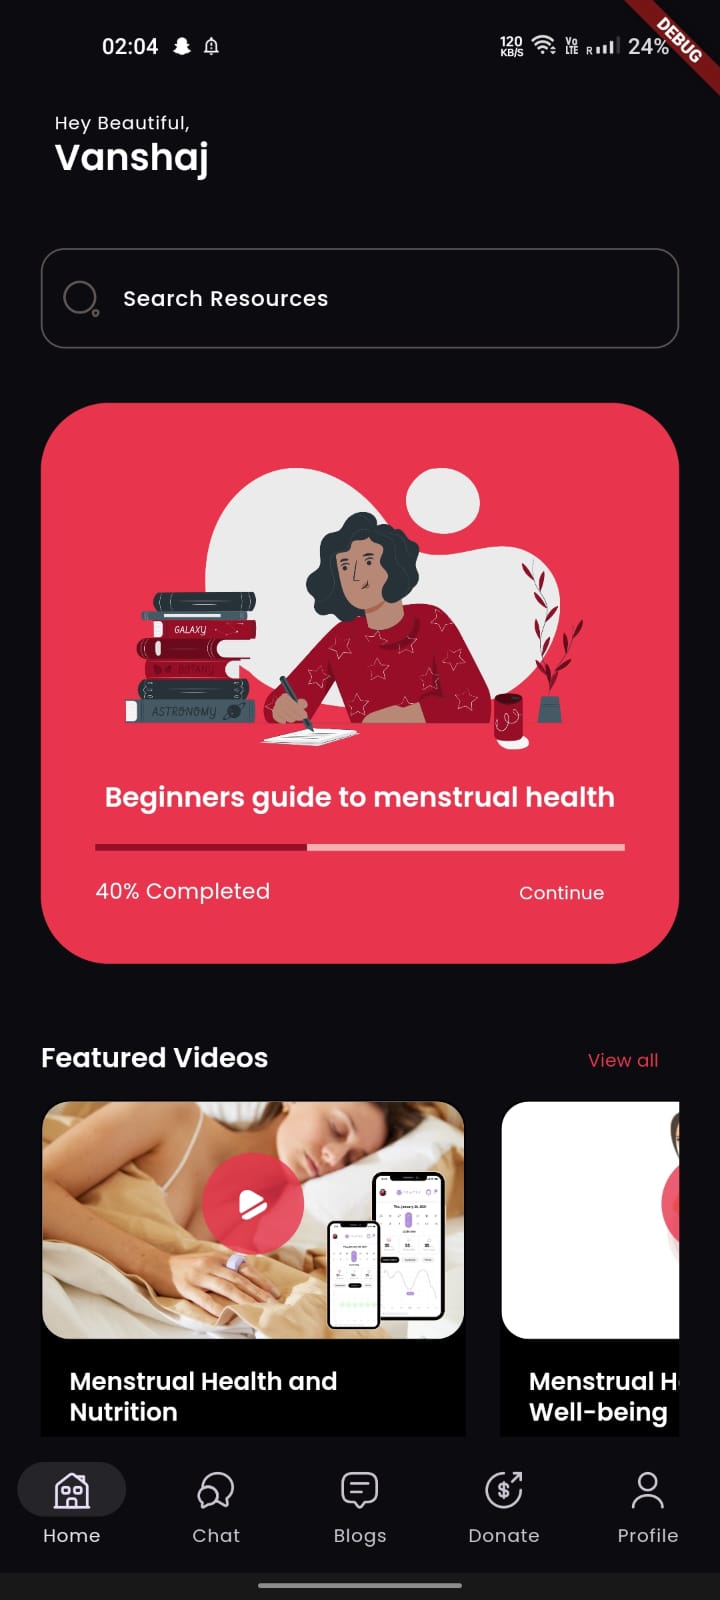 02:04
120
KB/S
Vo
LTE
R
24%
DEBUG
Hey Beautiful,
Vanshaj
Search Resources
GALAXY
BOTANY
ASTRONOMY
Beginners guide to menstrual health
40% Completed
Continue
Featured Videos
View all
Menstrual Health and
Nutrition
Menstrual H
Well-being
Home
Chat
Blogs
Donate
Profile